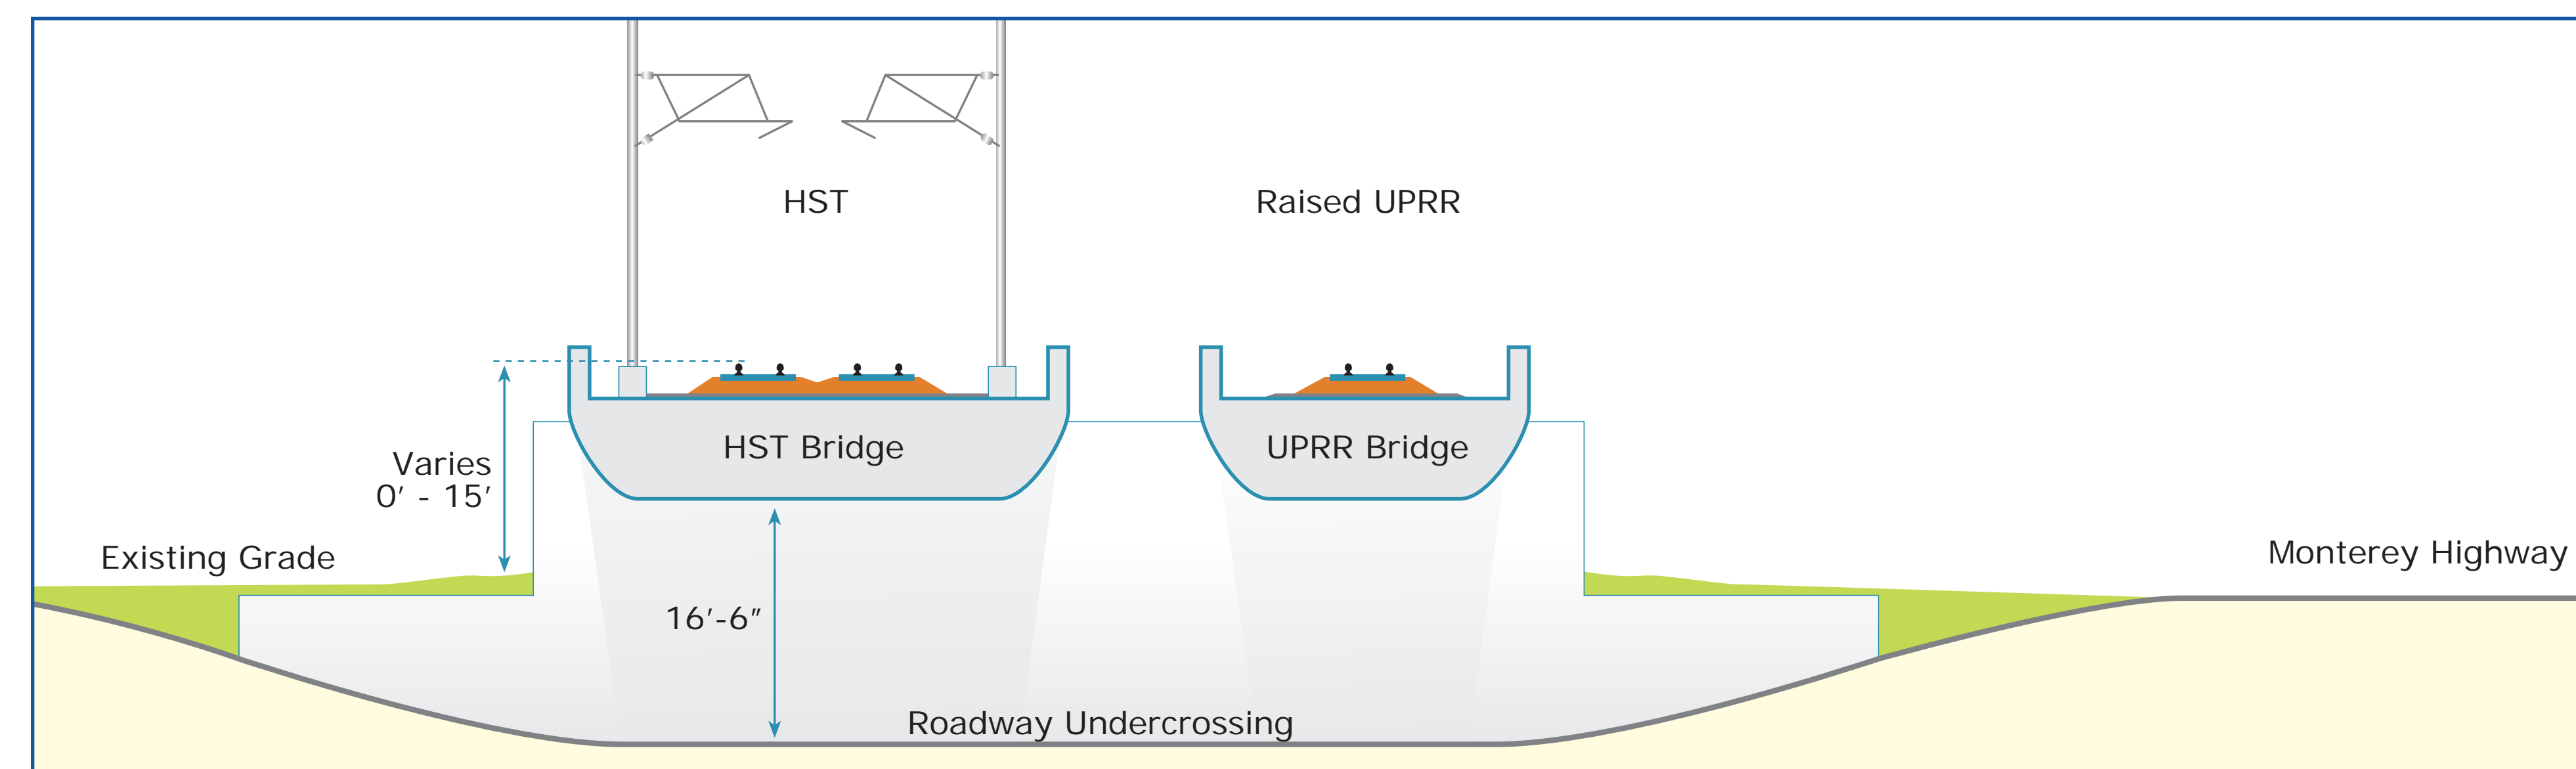 HST
Raised UPRR
HST Bridge
UPRR Bridge
Varies
0′ - 15′
Existing Grade
Monterey Highway
16′-6″
Roadway Undercrossing